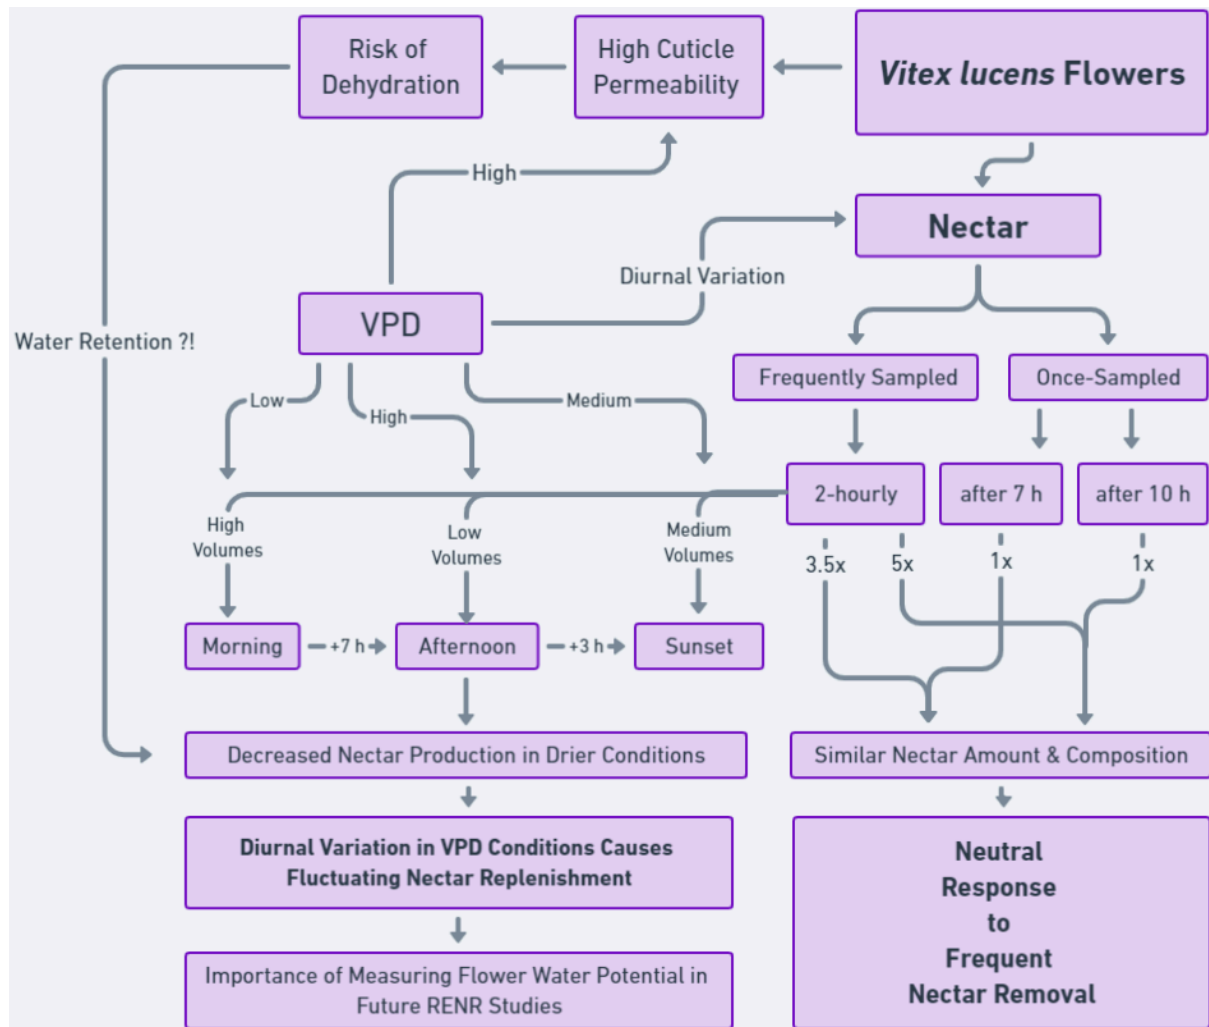 Risk of
Dehydration
High Cuticle
Permeability
Vitex lucens Flowers
High
Nectar
Diurnal Variation
VPD
Water Retention ?!
Low
High
Medium
Frequently Sampled
Once-Sampled
2-hourly
after 7 h
after 10 h
High
Volumes
Low
Volumes
Medium
Volumes
3.5x
5x
1x
1x
Morning
+7 h
Afternoon
+3 h
Sunset
Decreased Nectar Production in Drier Conditions
Similar Nectar Amount & Composition
Diurnal Variation in VPD Conditions Causes
Fluctuating Nectar Replenishment
Importance of Measuring Flower Water Potential in
Future RENR Studies
Neutral
Response
to
Frequent
Nectar Removal